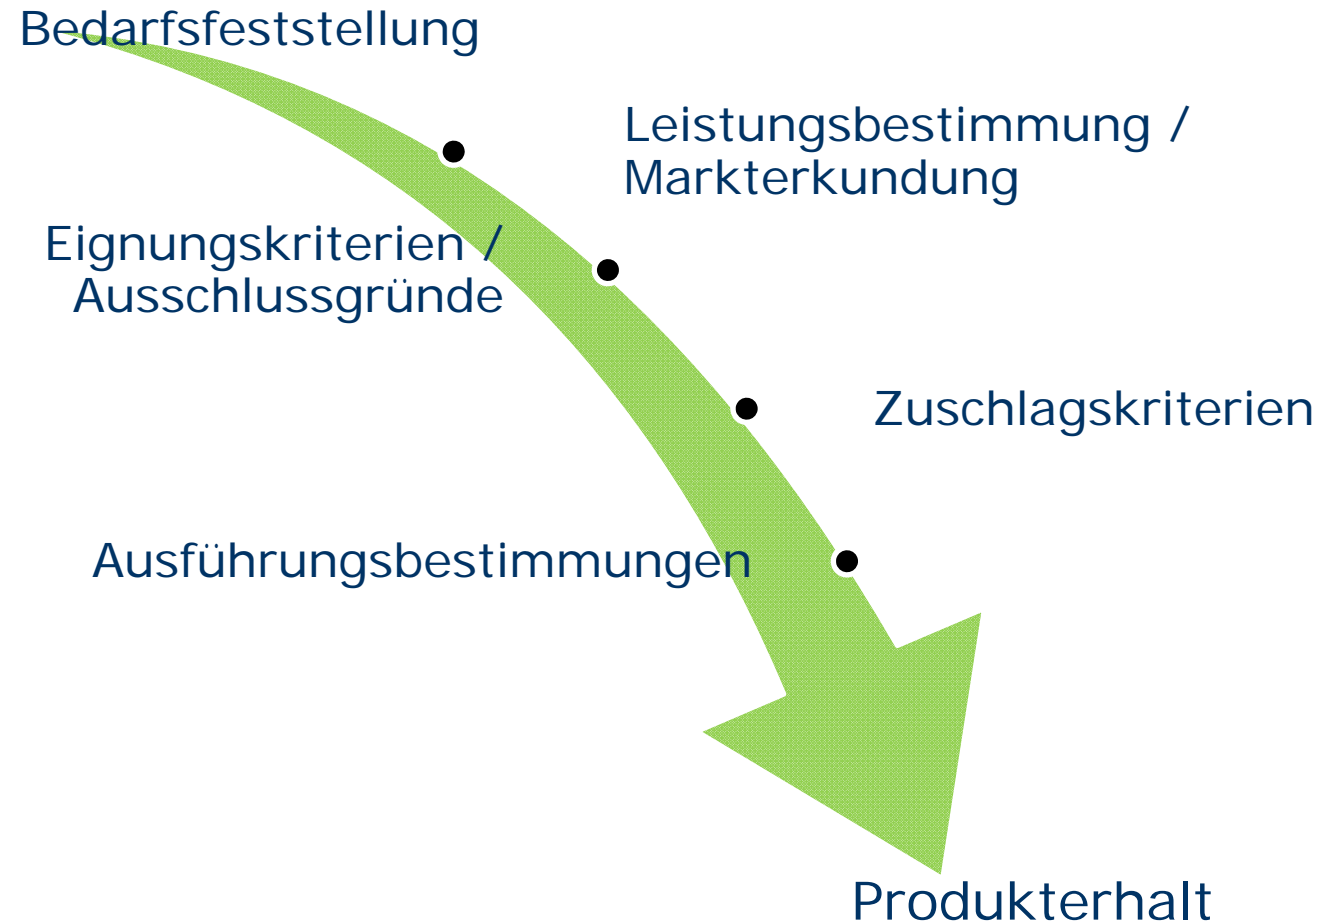 Bedarfsfeststellung
Leistungsbestimmung /
Markterkundung
Eignungskriterien /
Ausschlussgründe
Zuschlagskriterien
Ausführungsbestimmungen
Produkterhalt